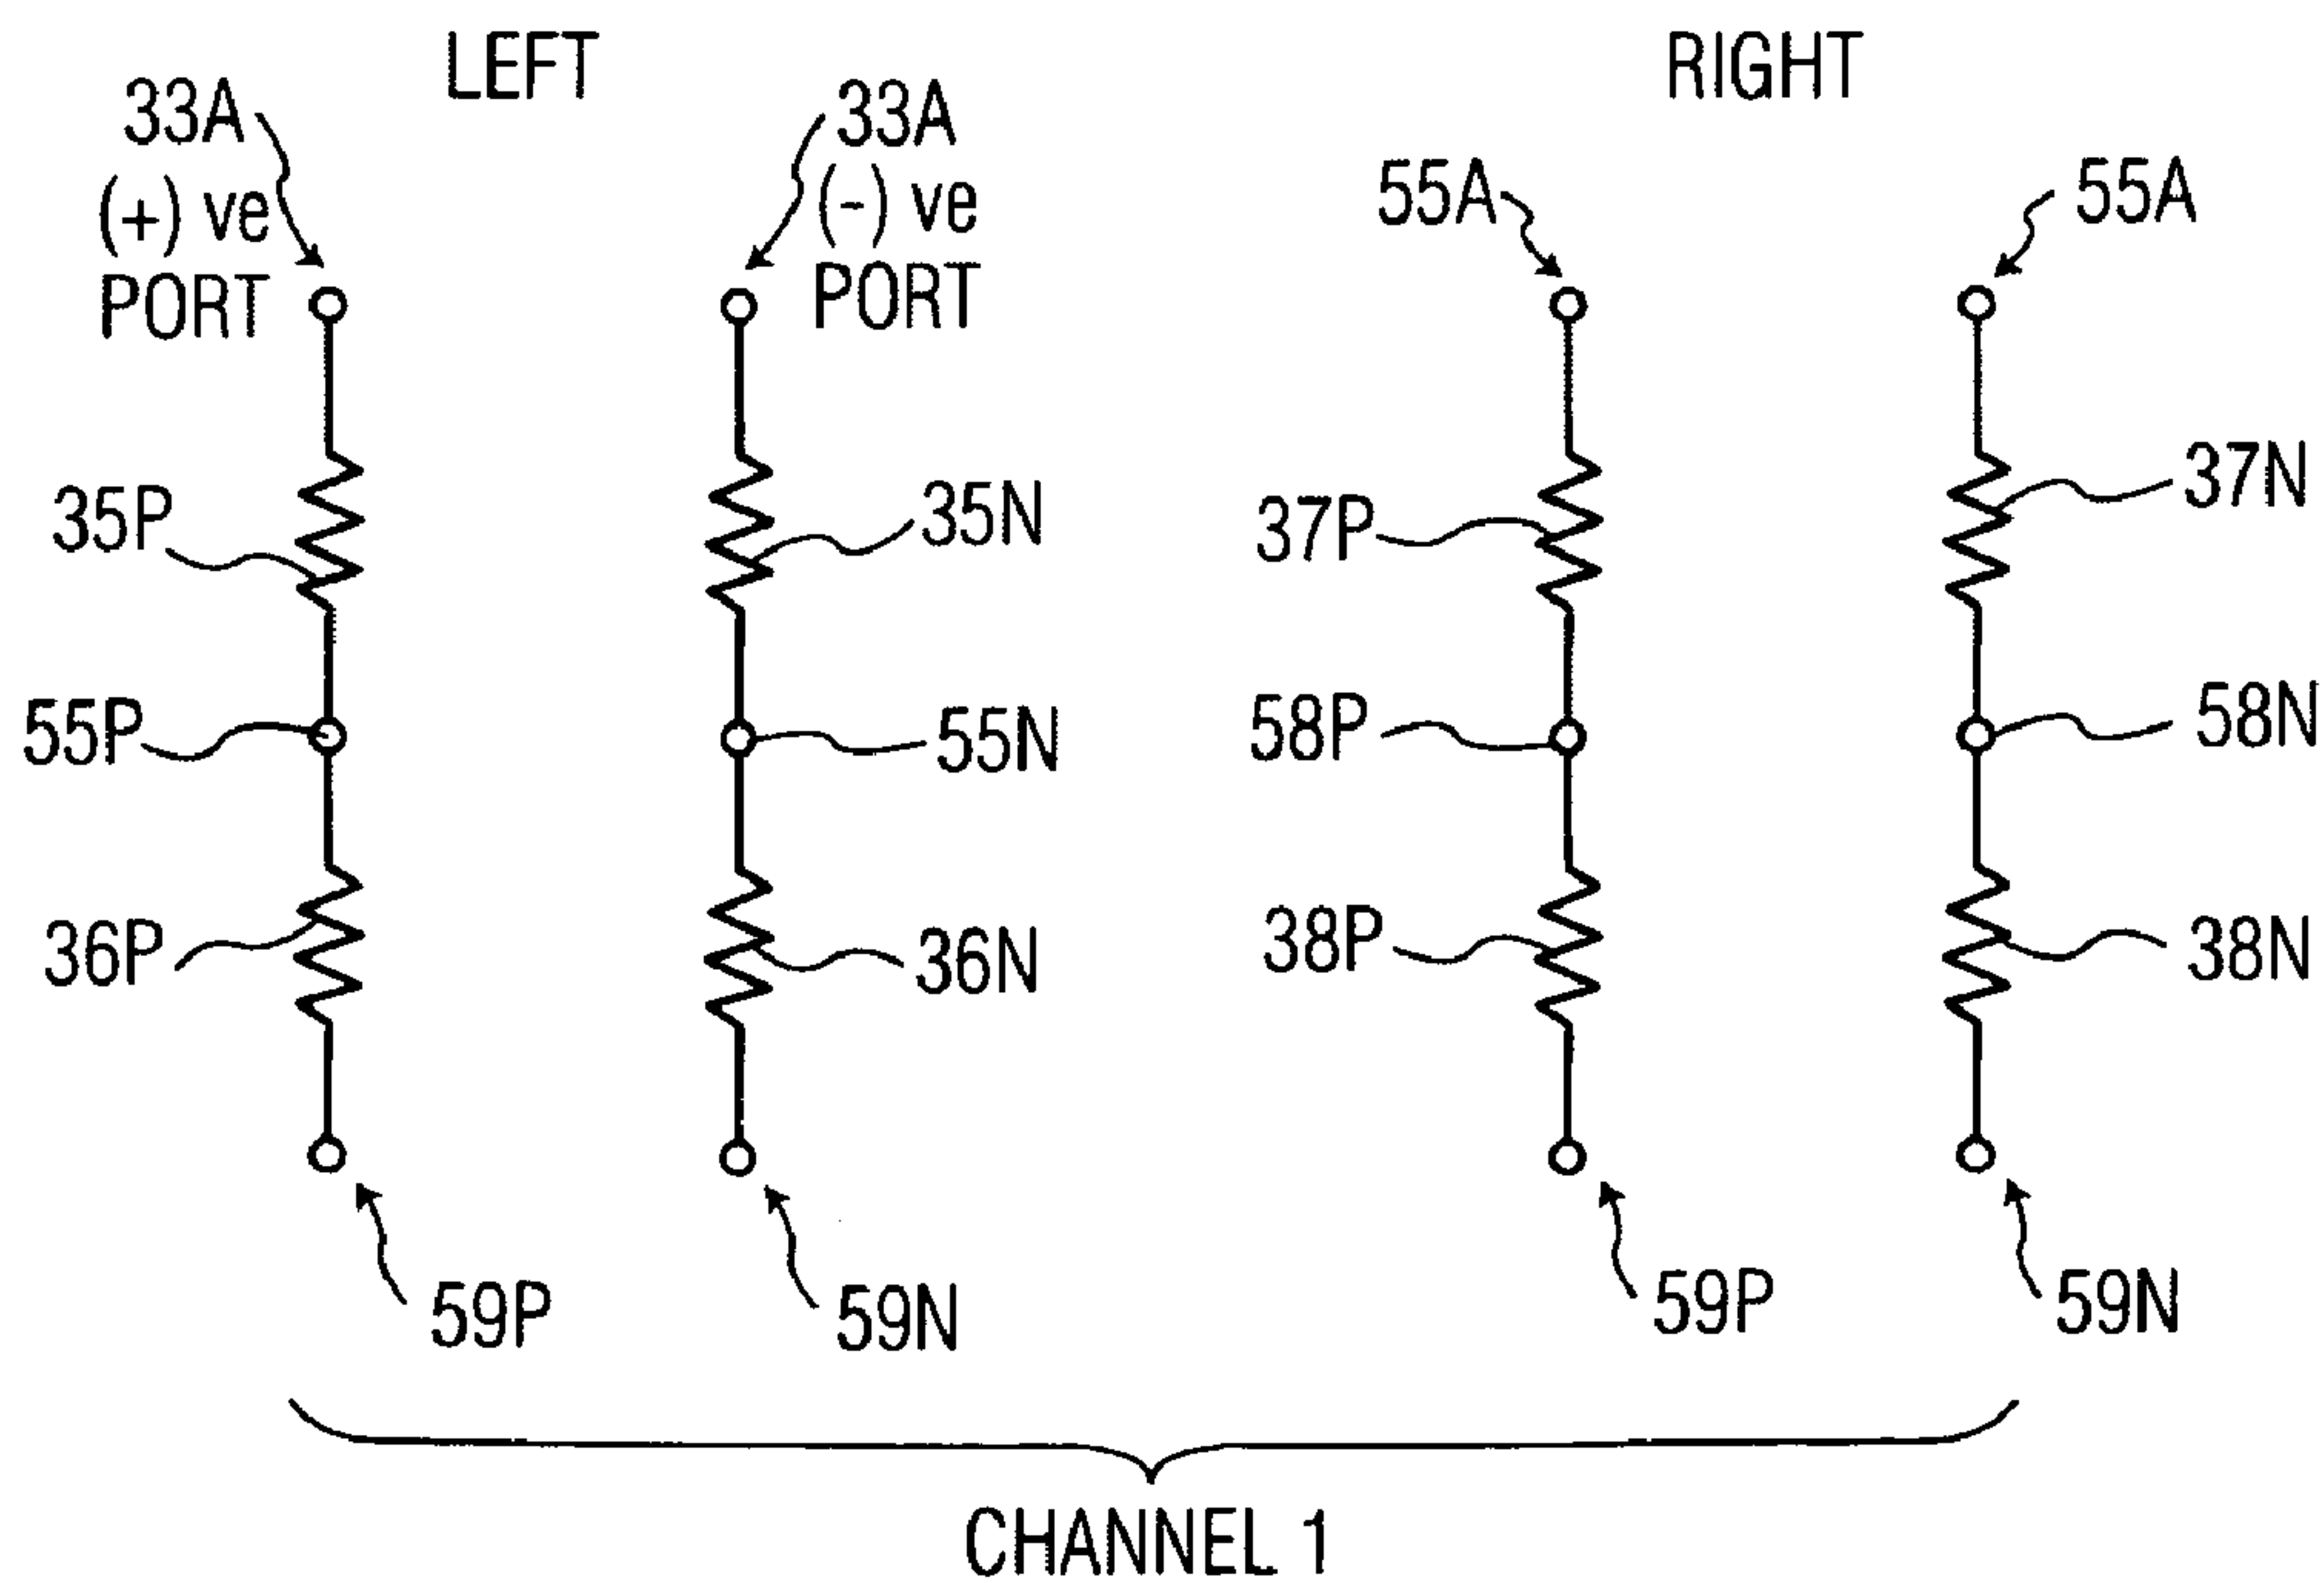 LEFT
RIGHT
33A
(+) ve
PORT
33A
(-) ve
PORT
55A
55A
35P
35N
37P
37N
55P
55N
58P
58N
36P
36N
38P
38N
59P
59N
59P
59N
CHANNEL 1